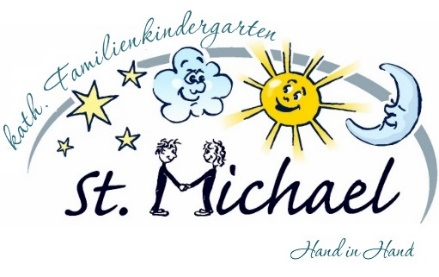 kath. Familienkindergarten
St. Michael
Hand in Hand